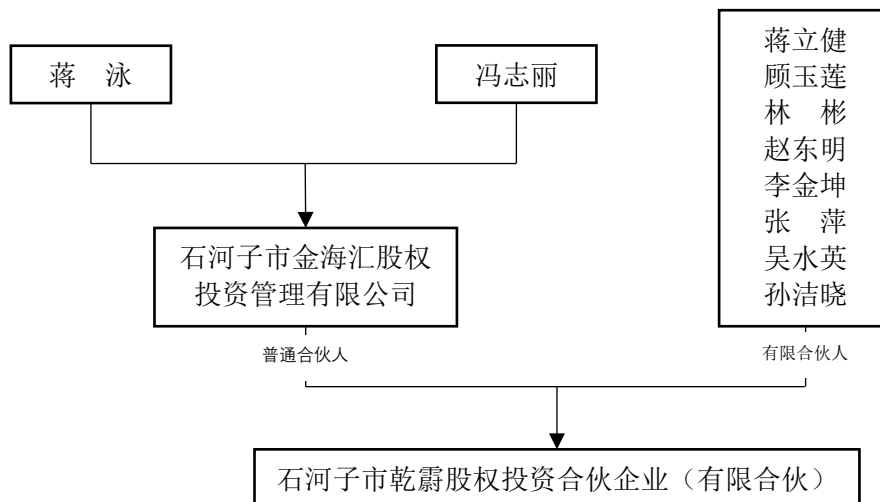 蒋 泳
冯志丽
蒋立健
顾玉莲
林 彬
赵东明
李金坤
张 萍
吴水英
孙洁晓
石河子市金海汇股权
投资管理有限公司
普通合伙人
有限合伙人
石河子市乾霨股权投资合伙企业（有限合伙）